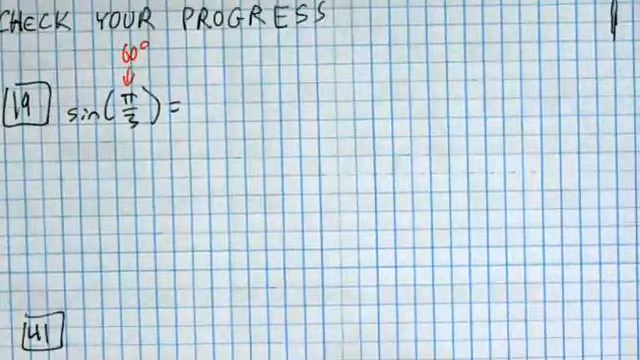 CHECK YOUR PROGRESS
60°
↓
19 sin(π/3) =
41